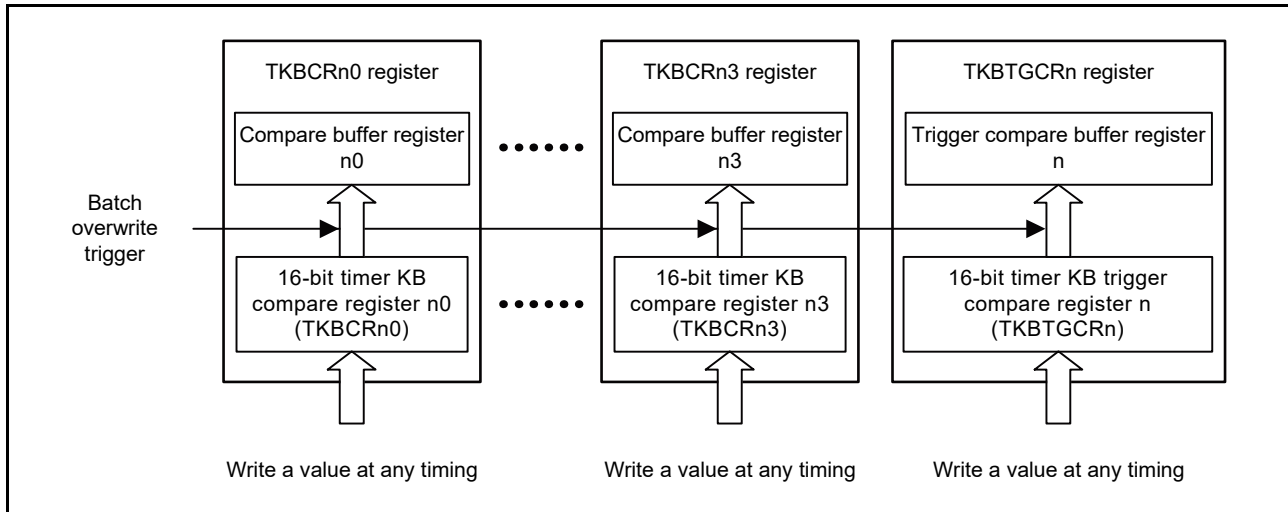 TKBCRn0 register
TKBCRn3 register
TKBTGCRn register
Compare buffer register
n0
Compare buffer register
n3
Trigger compare buffer register
n
Batch
overwrite
trigger
16-bit timer KB
compare register n0
(TKBCRn0)
16-bit timer KB
compare register n3
(TKBCRn3)
16-bit timer KB trigger
compare register n
(TKBTGCRn)
Write a value at any timing
Write a value at any timing
Write a value at any timing